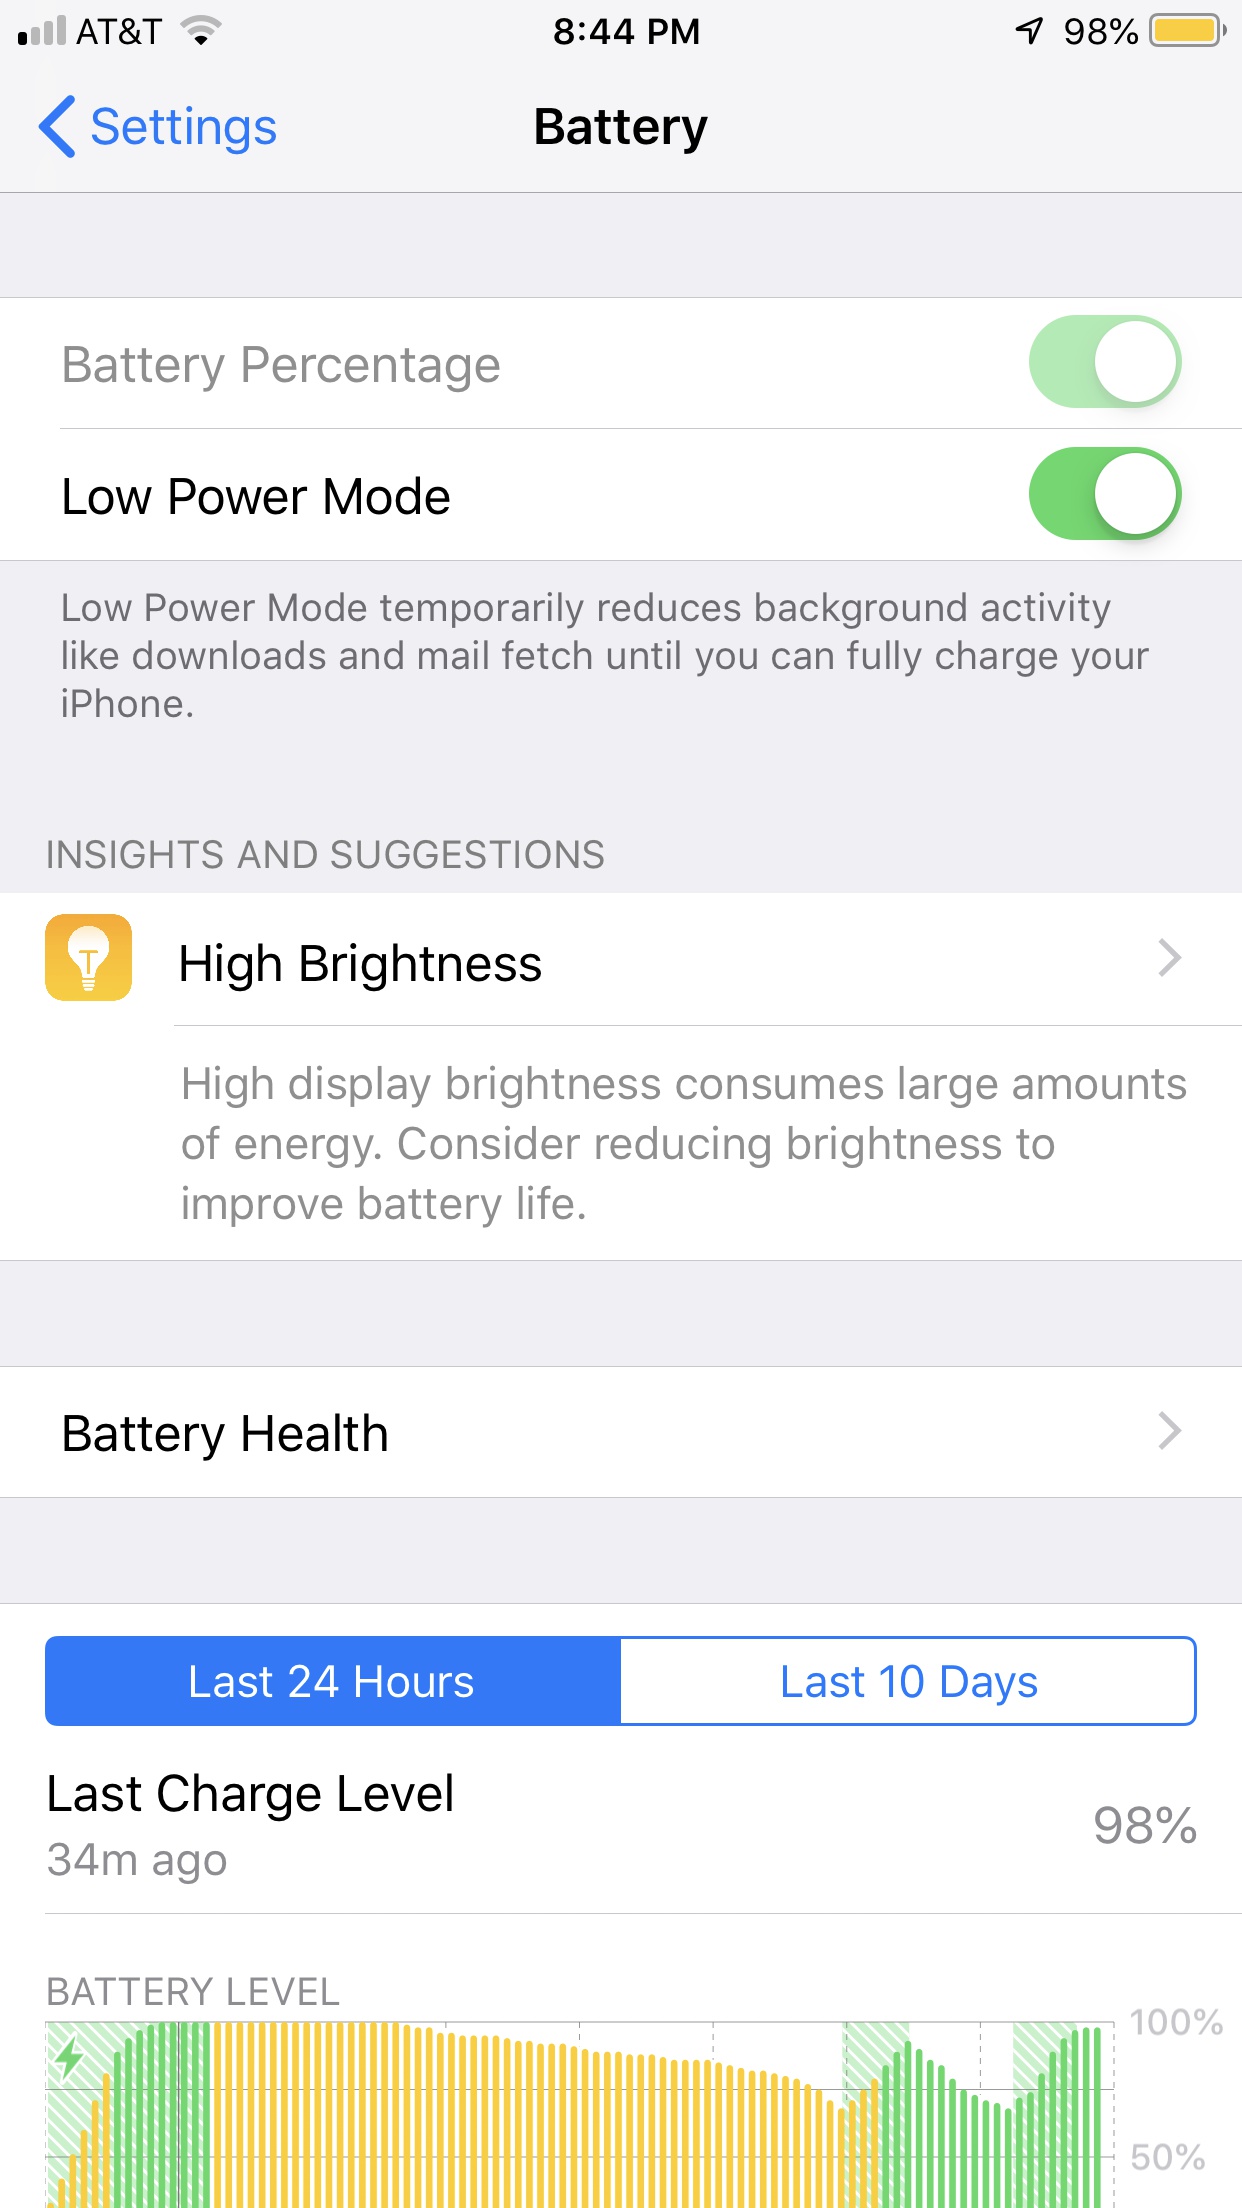 AT&T 8:44 PM 98%
Settings Battery
Battery Percentage
Low Power Mode
Low Power Mode temporarily reduces background activity
like downloads and mail fetch until you can fully charge your
iPhone.
INSIGHTS AND SUGGESTIONS
High Brightness
High display brightness consumes large amounts
of energy. Consider reducing brightness to
improve battery life.
Battery Health
Last 24 Hours Last 10 Days
Last Charge Level
98%
34m ago
BATTERY LEVEL
100%
50%